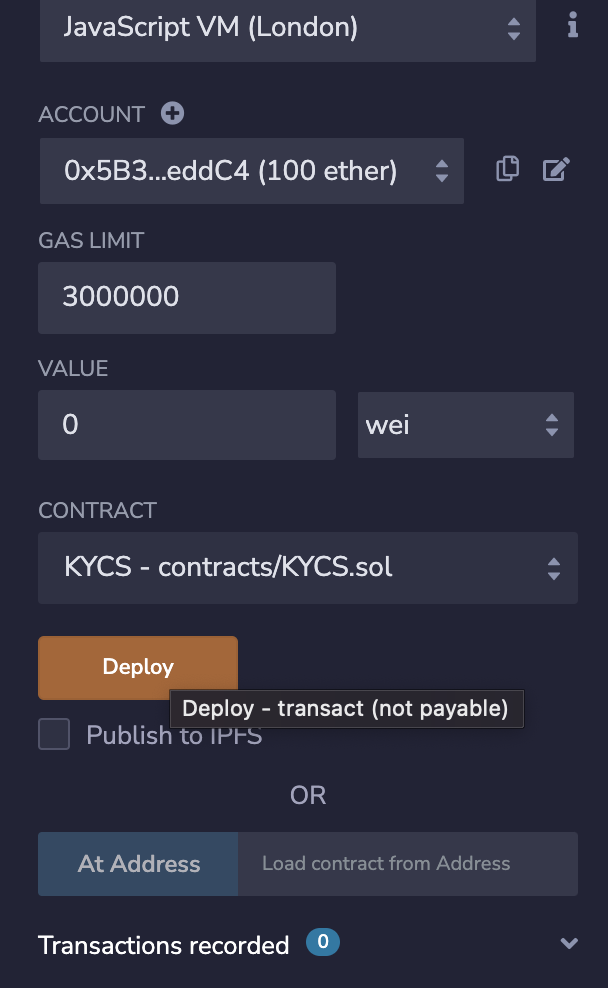 JavaScript VM (London)
ACCOUNT
0x5B3...eddC4 (100 ether)
GAS LIMIT
3000000
VALUE
0 wei
CONTRACT
KYCS - contracts/KYCS.sol
Deploy
Deploy - transact (not payable)
Publish to IPFS
OR
At Address Load contract from Address
Transactions recorded 0